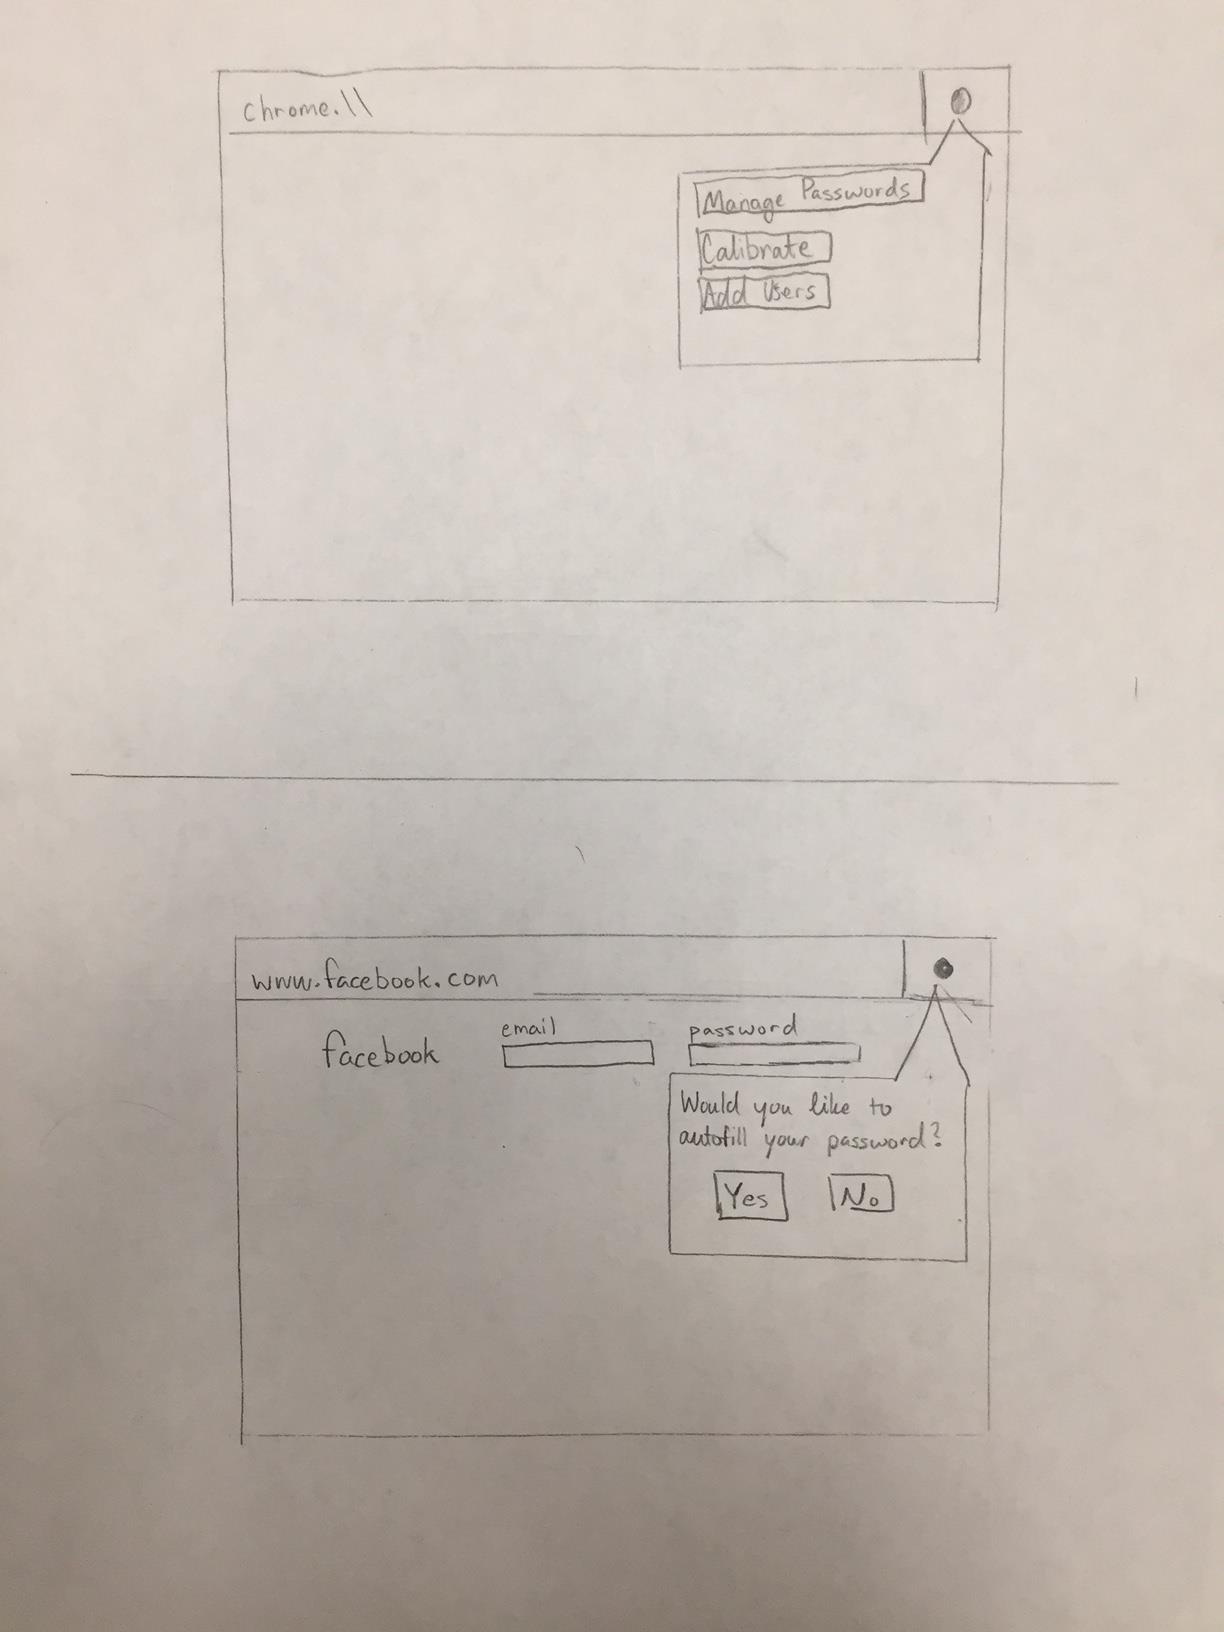 chrome.\\
Manage Passwords
Calibrate
Add Users
www.facebook.com
facebook
email
password
Would you like to
autofill your password?
Yes
No